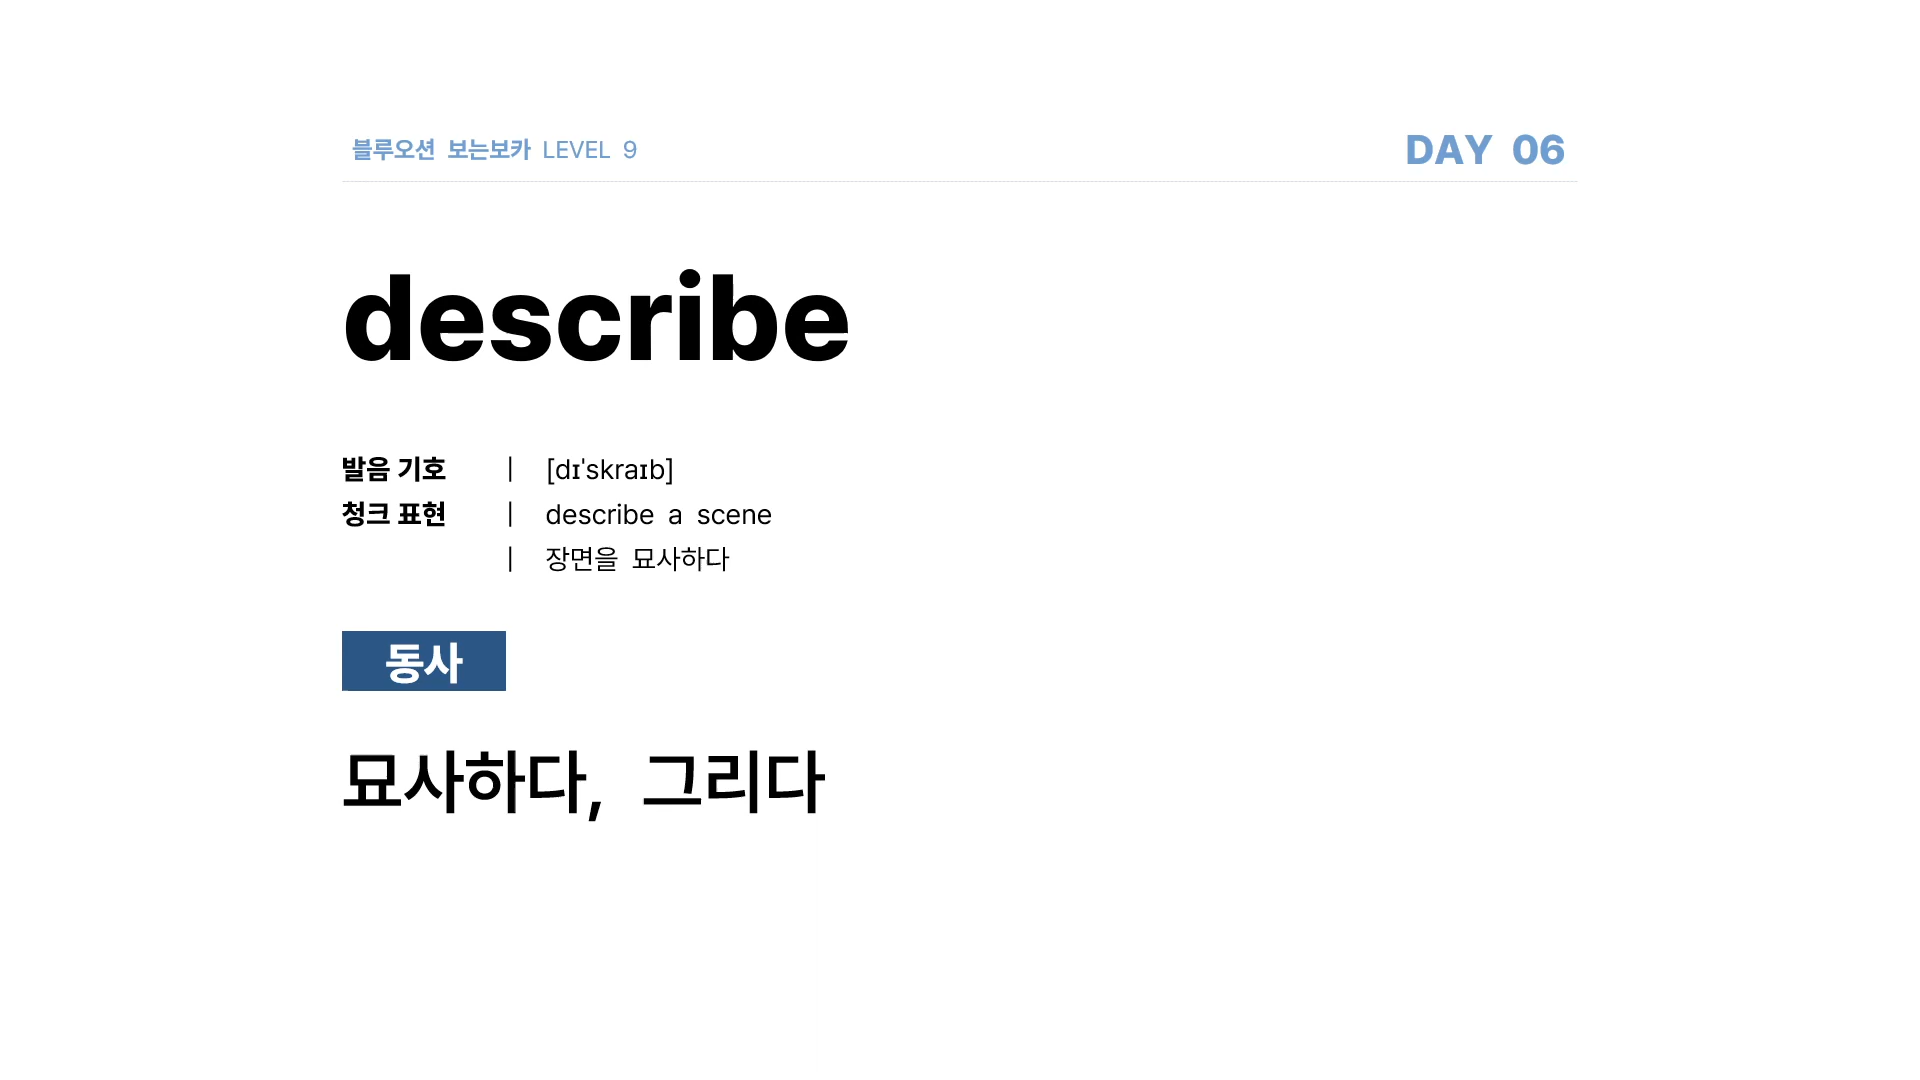 블루오션 보는보카 LEVEL 9
DAY 06
describe
발음 기호 | [dɪˈskraɪb]
청크 표현 | describe a scene
| 장면을 묘사하다
동사
묘사하다, 그리다